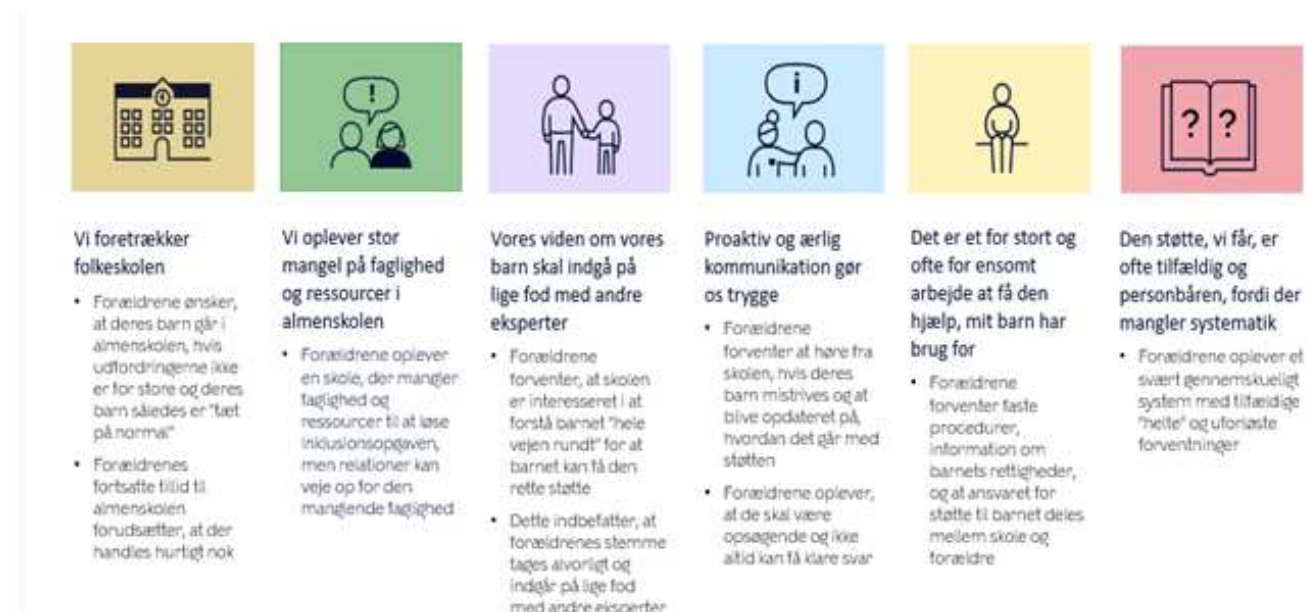 !
i
? ?
Vi foretrækker
folkeskolen
• Forældrene ønsker,
at deres barn går i
almenskolen, hvis
udfordringerne ikke
er for store og deres
barn således er "tæt
på normal"
• Forældrenes
fortsatte tillid til
almenskolen
forudsætter, at der
handles hurtigt nok
Vi oplever stor
mangel på faglighed
og ressourcer i
almenskolen
• Forældrene oplever
en skole, der mangler
faglighed og
ressourcer til at løse
inklusionsopgaven,
men relationer kan
veje op for den
manglende faglighed
Vores viden om vores
barn skal indgå på
lige fod med andre
eksperter
• Forældrene
forventer, at skolen
er interesseret i at
forstå barnet "hele
vejen rundt" for at
barnet kan få den
rette støtte
• Dette indbefatter, at
forældrenes stemme
tages alvorligt og
indgår på lige fod
med andre eksperter
Proaktiv og ærlig
kommunikation gør
os trygge
• Forældrene
forventer at høre fra
skolen, hvis deres
barn mistrives og at
blive opdateret på,
hvordan det går med
støtten
• Forældrene oplever,
at de skal være
opsøgende og ikke
altid kan få klare svar
Det er et for stort og
ofte for ensomt
arbejde at få den
hjælp, mit barn har
brug for
• Forældrene
forventer faste
procedurer,
information om
barnets rettigheder,
og at ansvaret for
støtte til barnet deles
mellem skole og
forældre
Den støtte, vi får, er
ofte tilfældig og
personbåren, fordi der
mangler systematik
• Forældrene oplever et
svært gennemskueligt
system med tilfældige
"helte" og uforløste
forventninger